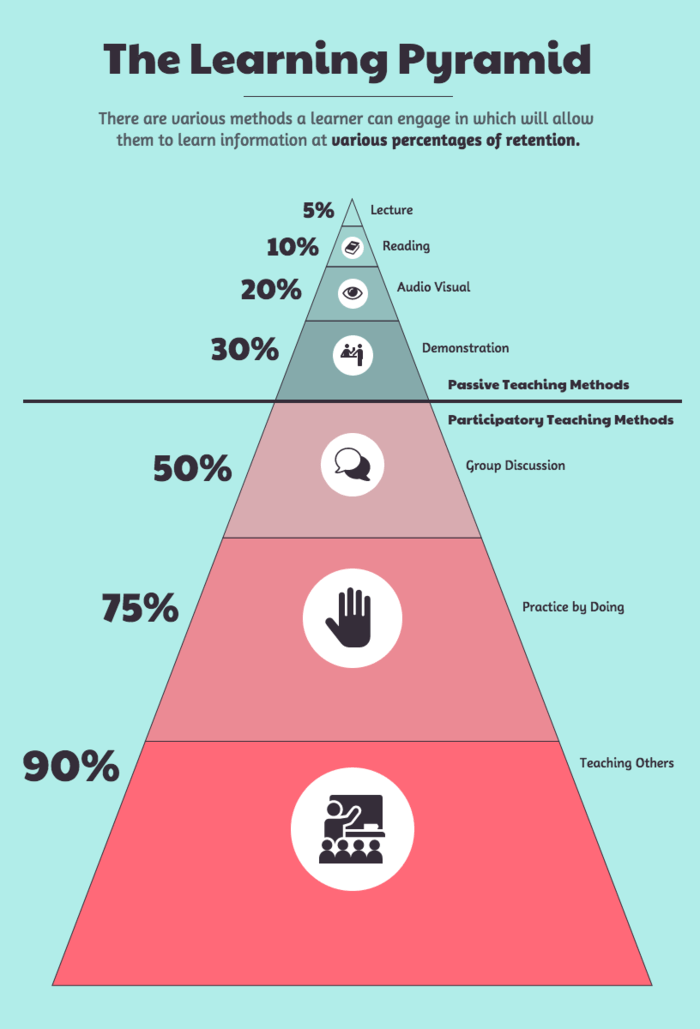 The Learning Pyramid
There are various methods a learner can engage in which will allow
them to learn information at various percentages of retention.
5% Lecture
10% Reading
20% Audio Visual
30% Demonstration
Passive Teaching Methods
Participatory Teaching Methods
50% Group Discussion
75% Practice by Doing
90% Teaching Others